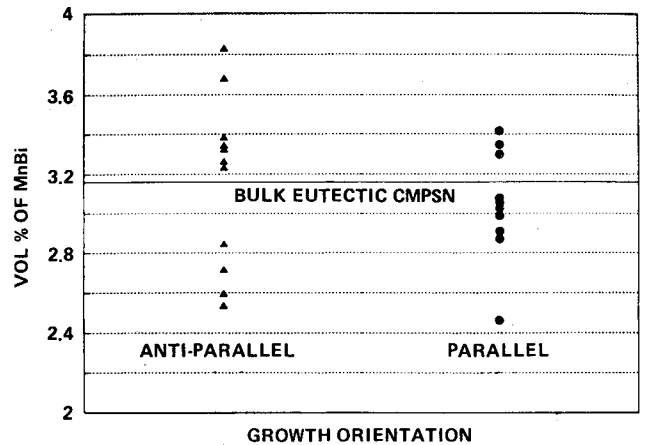 4
3.6
3.2
2.8
2.4
2
VOL % OF MnBi
BULK EUTECTIC CMPSN
ANTI-PARALLEL
PARALLEL
GROWTH ORIENTATION